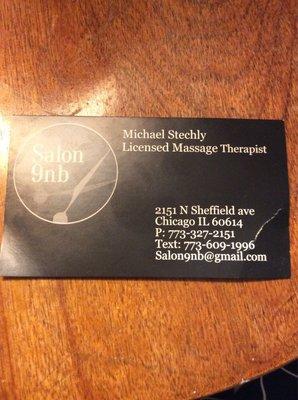 Salon
9nb
Michael Stechly
Licensed Massage Therapist
2151 N Sheffield ave
Chicago IL 60614
P: 773-327-2151
Text: 773-609-1996
Salon9nb@gmail.com